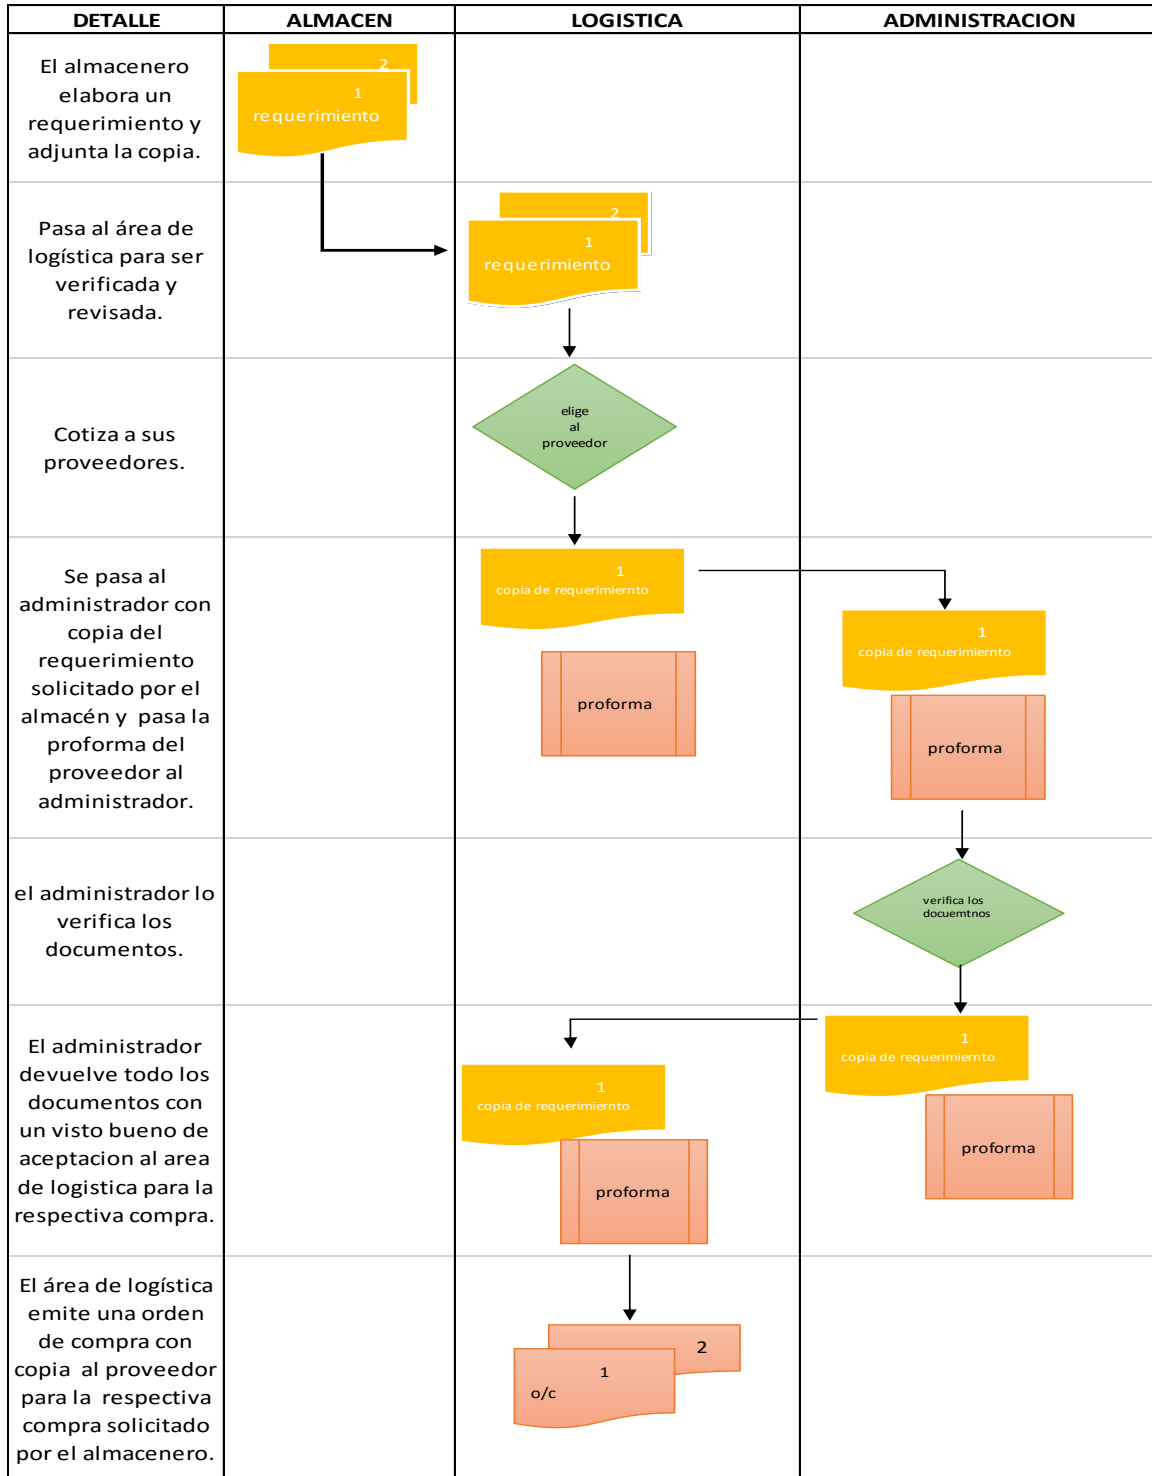 DETALLE ALMACEN LOGISTICA ADMINISTRACION
El almacenero
elabora un
requerimiento y
adjunta la copia.
2
1
requerimiento
Pasa al área de
logística para ser
verificada y
revisada.
2
1
requerimiento
Cotiza a sus
proveedores.
elige
al
proveedor
Se pasa al
administrador con
copia del
requerimiento
solicitado por el
almacén y pasa la
proforma del
proveedor al
administrador.
1
copia de requerimiernto
proforma
1
copia de requerimiernto
proforma
el administrador lo
verifica los
documentos.
verifica los
docuemtnos
El administrador
devuelve todo los
documentos con
un visto bueno de
aceptacion al area
de logistica para la
respectiva compra.
1
copia de requerimiernto
proforma
1
copia de requerimiernto
proforma
El área de logística
emite una orden
de compra con
copia al proveedor
para la respectiva
compra solicitado
por el almacenero.
2
1
o/c